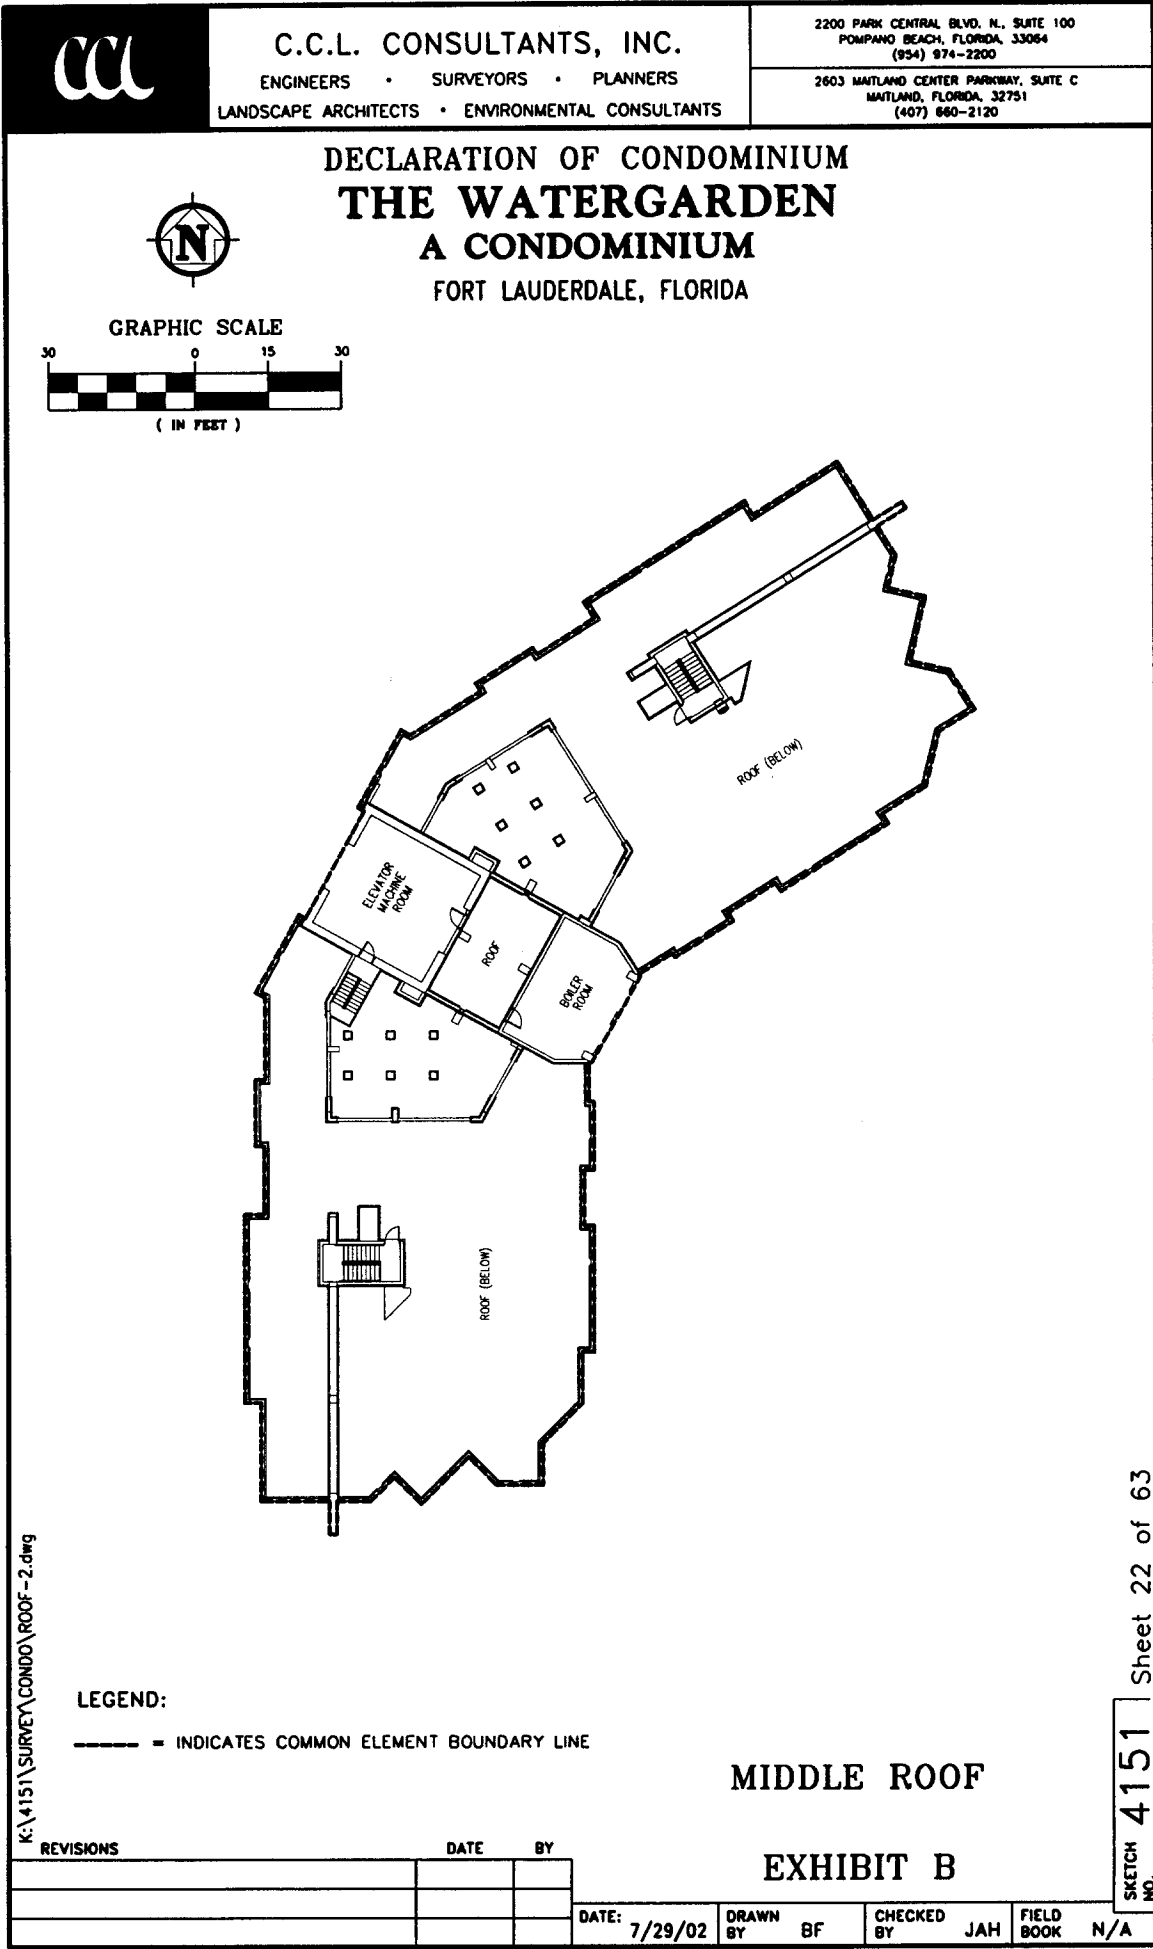 CCL
C.C.L. CONSULTANTS, INC.
ENGINEERS • SURVEYORS • PLANNERS
LANDSCAPE ARCHITECTS • ENVIRONMENTAL CONSULTANTS
2200 PARK CENTRAL BLVD. N., SUITE 100
POMPANO BEACH, FLORIDA, 33064
(954) 974-2200
2603 MAITLAND CENTER PARKWAY, SUITE C
MAITLAND, FLORIDA, 32751
(407) 660-2120
DECLARATION OF CONDOMINIUM
THE WATERGARDEN
A CONDOMINIUM
FORT LAUDERDALE, FLORIDA
N
GRAPHIC SCALE
30 0 15 30
( IN FEET )
ROOF (BELOW)
ELEVATOR
MACHINE
ROOM
ROOF
BOILER
ROOM
ROOF (BELOW)
K:\4151\SURVEY\CONDO\ROOF-2.dwg
LEGEND:
= INDICATES COMMON ELEMENT BOUNDARY LINE
MIDDLE ROOF
EXHIBIT B
Sheet 22 of 63
SKETCH
NO.
4151
REVISIONS DATE BY
DATE: 7/29/02
DRAWN
BY BF
CHECKED
BY JAH
FIELD
BOOK N/A